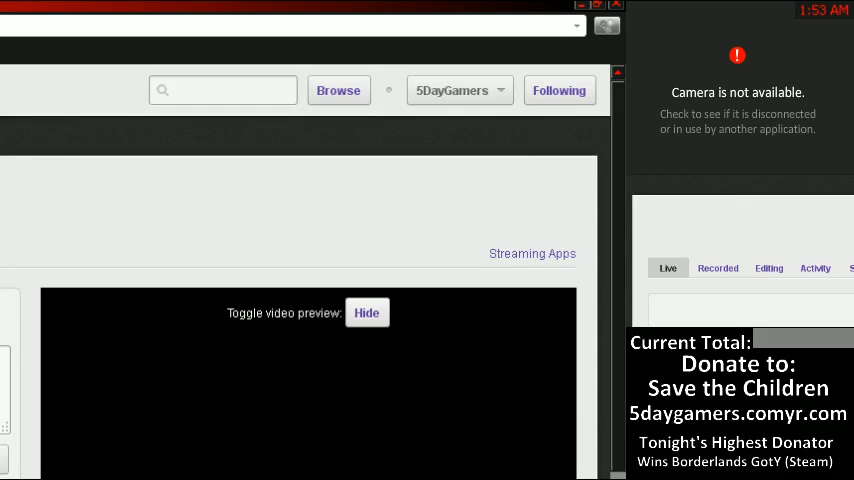 1:53 AM
Browse
5DayGamers
Following
Camera is not available.
Check to see if it is disconnected
or in use by another application.
Streaming Apps
Live Recorded Editing Activity
Toggle video preview: Hide
Current Total:
Donate to:
Save the Children
5daygamers.comyr.com
Tonight's Highest Donator
Wins Borderlands GotY (Steam)